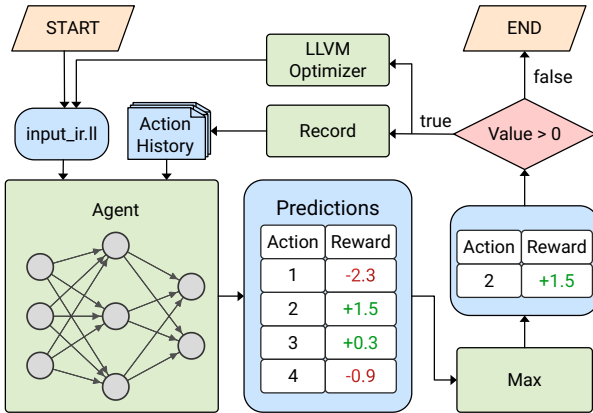 START
END
LLVM
Optimizer
false
input_ir.ll
Action
History
Record
true
Value > 0
Agent
Predictions
Action Reward
1 -2.3
2 +1.5
3 +0.3
4 -0.9
Action Reward
2 +1.5
Max